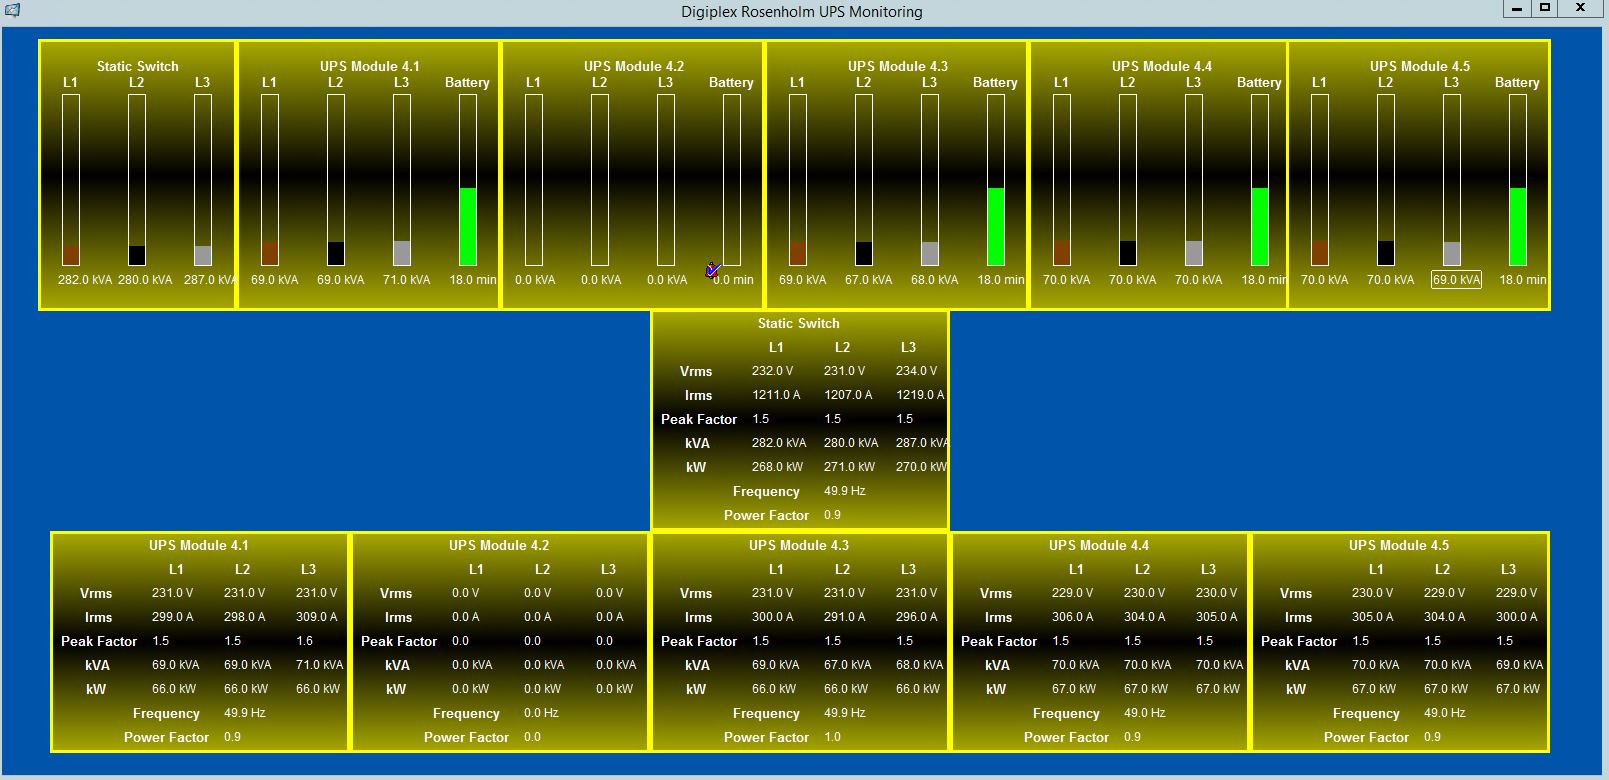 Digiplex Rosenholm UPS Monitoring
Static Switch
L1 L2 L3
282.0 kVA 280.0 kVA 287.0 kVA
UPS Module 4.1
L1 L2 L3 Battery
69.0 kVA 69.0 kVA 71.0 kVA 18.0 min
UPS Module 4.2
L1 L2 L3 Battery
0.0 kVA 0.0 kVA 0.0 kVA 0.0 min
UPS Module 4.3
L1 L2 L3 Battery
69.0 kVA 67.0 kVA 68.0 kVA 18.0 min
UPS Module 4.4
L1 L2 L3 Battery
70.0 kVA 70.0 kVA 70.0 kVA 18.0 min
UPS Module 4.5
L1 L2 L3 Battery
70.0 kVA 70.0 kVA 69.0 kVA 18.0 min
Static Switch
L1 L2 L3
Vrms 232.0 V 231.0 V 234.0 V
Irms 1211.0 A 1207.0 A 1219.0 A
Peak Factor 1.5 1.5 1.5
kVA 282.0 kVA 280.0 kVA 287.0 kVA
kW 268.0 kW 271.0 kW 270.0 kW
Frequency 49.9 Hz
Power Factor 0.9
UPS Module 4.1
L1 L2 L3
Vrms 231.0 V 231.0 V 231.0 V
Irms 299.0 A 298.0 A 309.0 A
Peak Factor 1.5 1.5 1.6
kVA 69.0 kVA 69.0 kVA 71.0 kVA
kW 66.0 kW 66.0 kW 66.0 kW
Frequency 49.9 Hz
Power Factor 0.9
UPS Module 4.2
L1 L2 L3
Vrms 0.0 V 0.0 V 0.0 V
Irms 0.0 A 0.0 A 0.0 A
Peak Factor 0.0 0.0 0.0
kVA 0.0 kVA 0.0 kVA 0.0 kVA
kW 0.0 kW 0.0 kW 0.0 kW
Frequency 0.0 Hz
Power Factor 0.0
UPS Module 4.3
L1 L2 L3
Vrms 231.0 V 231.0 V 231.0 V
Irms 300.0 A 291.0 A 296.0 A
Peak Factor 1.5 1.5 1.5
kVA 69.0 kVA 67.0 kVA 68.0 kVA
kW 66.0 kW 66.0 kW 66.0 kW
Frequency 49.9 Hz
Power Factor 1.0
UPS Module 4.4
L1 L2 L3
Vrms 229.0 V 230.0 V 230.0 V
Irms 306.0 A 304.0 A 305.0 A
Peak Factor 1.5 1.5 1.5
kVA 70.0 kVA 70.0 kVA 70.0 kVA
kW 67.0 kW 67.0 kW 67.0 kW
Frequency 49.0 Hz
Power Factor 0.9
UPS Module 4.5
L1 L2 L3
Vrms 230.0 V 229.0 V 229.0 V
Irms 305.0 A 304.0 A 300.0 A
Peak Factor 1.5 1.5 1.5
kVA 70.0 kVA 70.0 kVA 69.0 kVA
kW 67.0 kW 67.0 kW 67.0 kW
Frequency 49.0 Hz
Power Factor 0.9